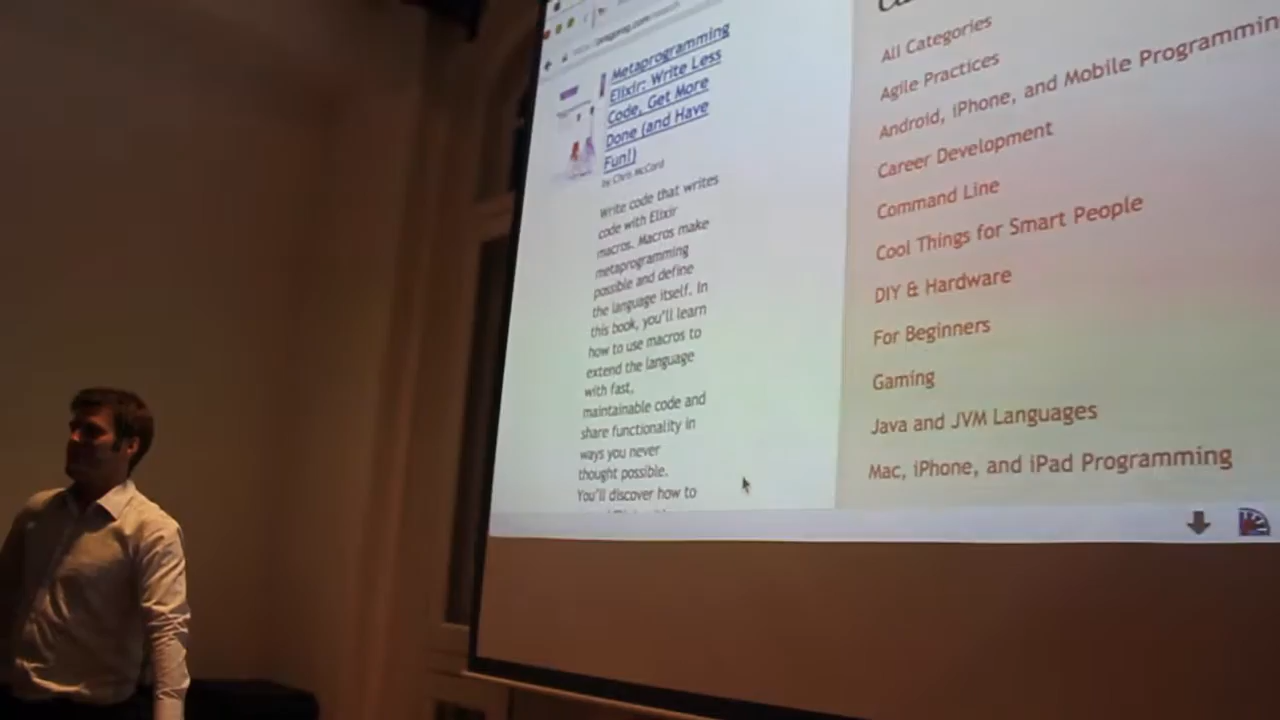 Metaprogramming
Elixir: Write Less
Code, Get More
Done (and Have
Fun!)
by Chris McCord
Write code that writes
code with Elixir
macros. Macros make
metaprogramming
possible and define
the language itself. In
this book, you'll learn
how to use macros to
extend the language
with fast,
maintainable code and
share functionality in
ways you never
thought possible.
You'll discover how to
All Categories
Agile Practices
Android, iPhone, and Mobile Programmin
Career Development
Command Line
Cool Things for Smart People
DIY & Hardware
For Beginners
Gaming
Java and JVM Languages
Mac, iPhone, and iPad Programming